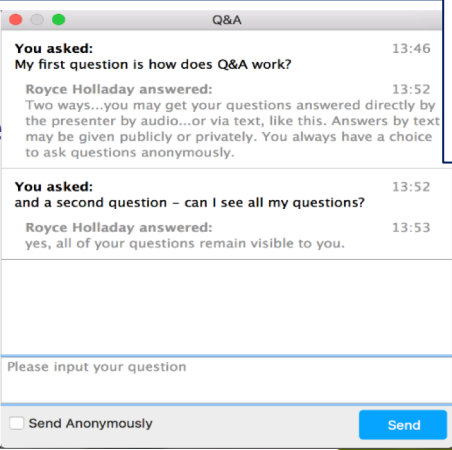 Q&A
You asked: 13:46
My first question is how does Q&A work?
Royce Holladay answered: 13:52
Two ways...you may get your questions answered directly by
the presenter by audio...or via text, like this. Answers by text
may be given publicly or privately. You always have a choice
to ask questions anonymously.
You asked: 13:52
and a second question – can I see all my questions?
Royce Holladay answered: 13:53
yes, all of your questions remain visible to you.
Please input your question
Send Anonymously
Send